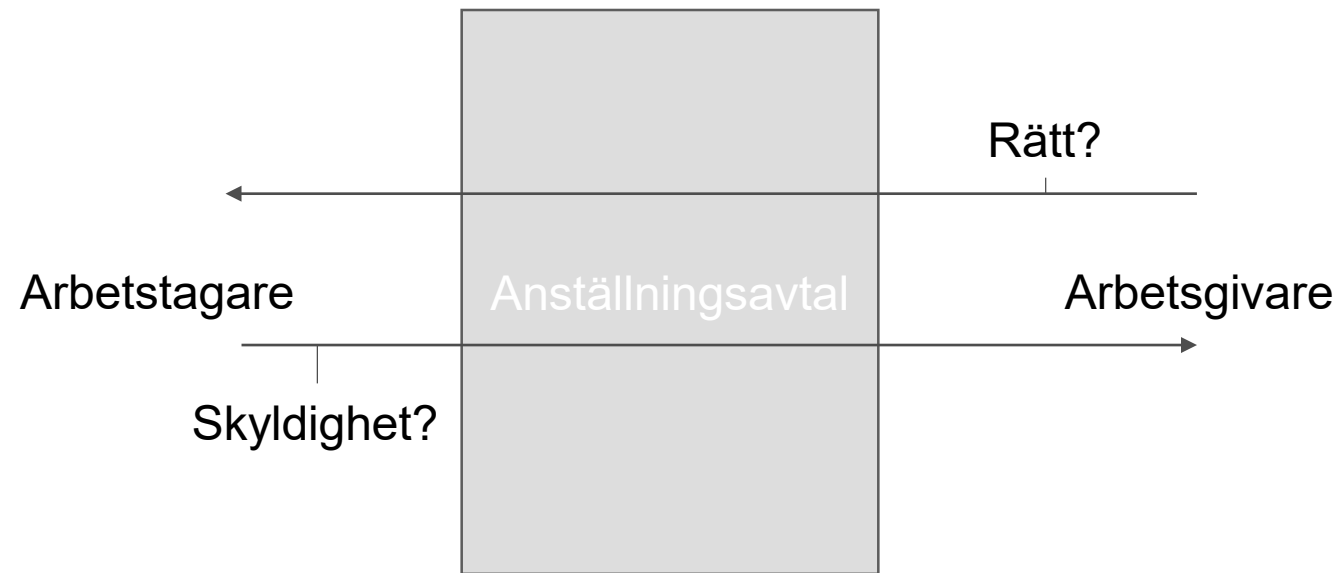 Rätt?
Arbetstagare
Anställningsavtal
Arbetsgivare
Skyldighet?